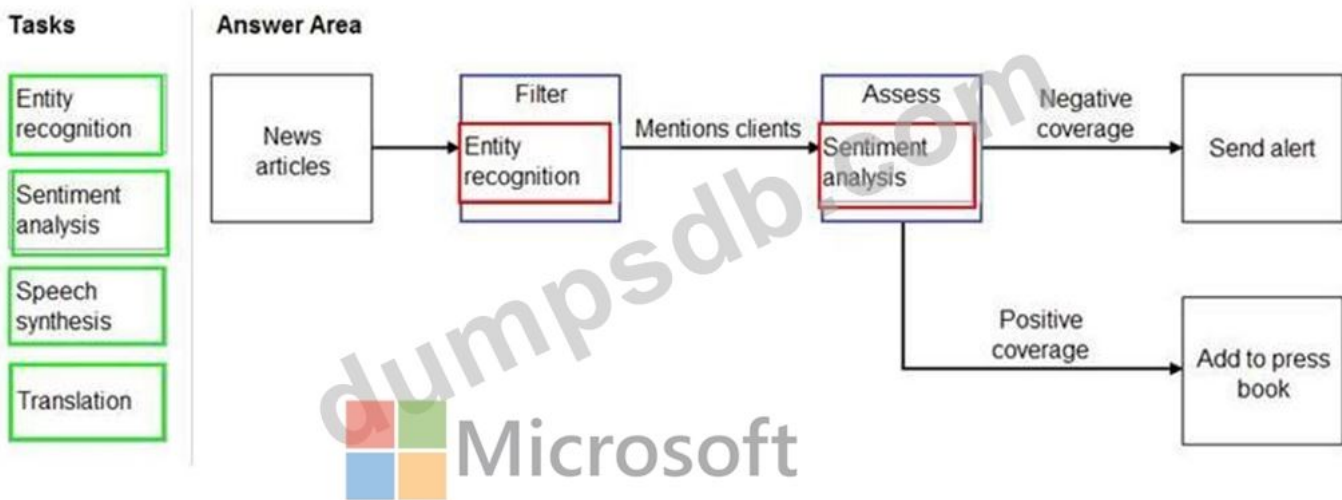 Tasks
Answer Area
Entity
recognition
Sentiment
analysis
Speech
synthesis
Translation
News
articles
Filter
Entity
recognition
Mentions clients
Assess
Sentiment
analysis
Negative
coverage
Send alert
Positive
coverage
Add to press
book
dumpsdb.com
Microsoft